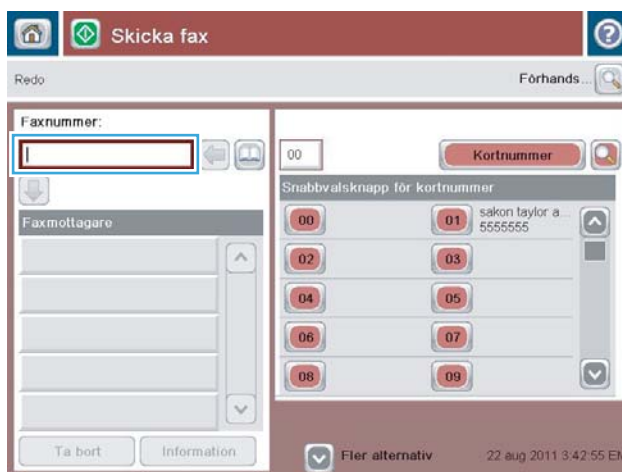 Skicka fax
Redo
Förhands...
Faxnummer:
00
Kortnummer
Snabbvalsknapp för kortnummer
Faxmottagare
00
01 sakon taylor a...
5555555
02
03
04
05
06
07
08
09
Ta bort
Information
Fler alternativ
22 aug 2011 3:42:55